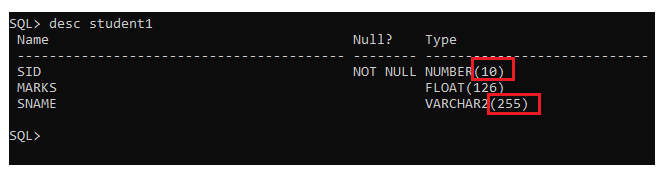 SQL> desc student1
Name Null? Type
----------------------------------------- -------- ----------------------------
SID NOT NULL NUMBER(10)
MARKS FLOAT(126)
SNAME VARCHAR2(255)
SQL>